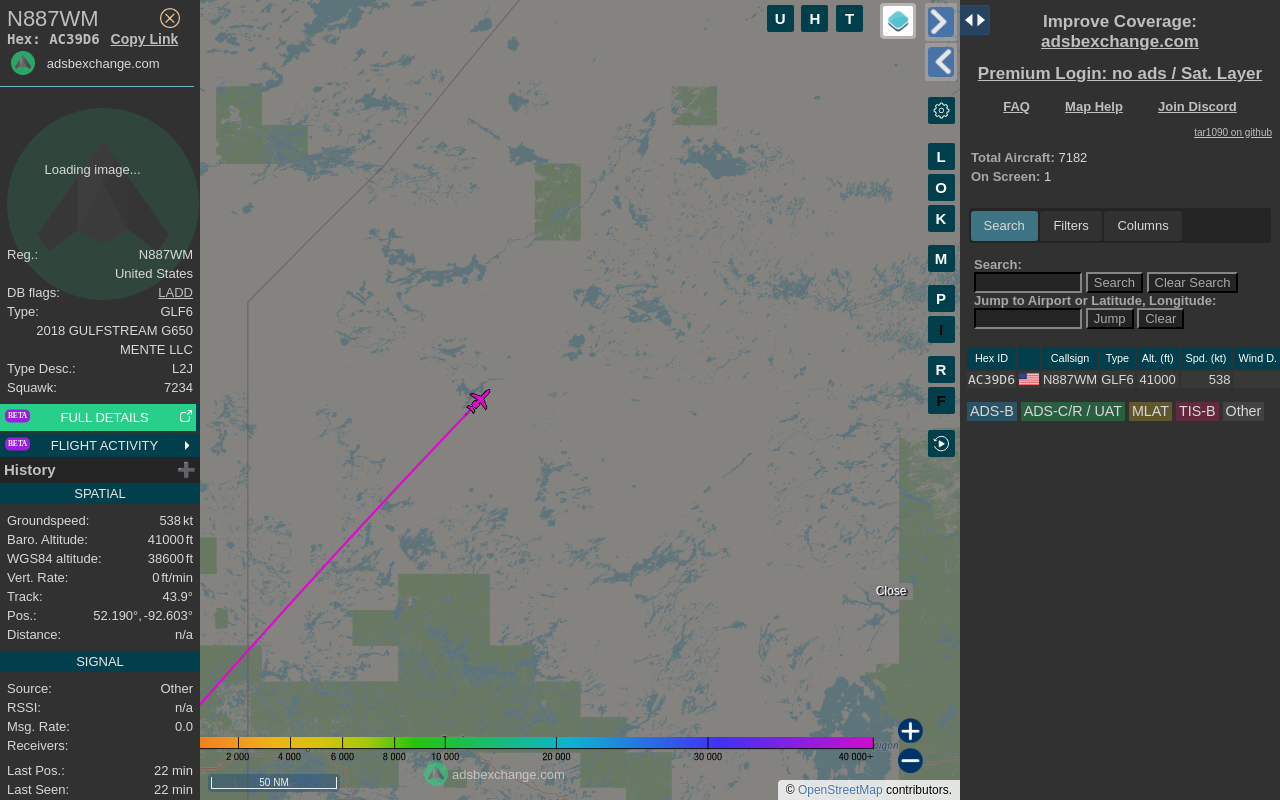 N887WM
Hex: AC39D6 Copy Link
adsbexchange.com
Loading image...
Reg.: N887WM
United States
DB flags: LADD
Type: GLF6
2018 GULFSTREAM G650
MENTE LLC
Type Desc.: L2J
Squawk: 7234
BETA FULL DETAILS
BETA FLIGHT ACTIVITY
History
SPATIAL
Groundspeed: 538 kt
Baro. Altitude: 41000 ft
WGS84 altitude: 38600 ft
Vert. Rate: 0 ft/min
Track: 43.9°
Pos.: 52.190°, -92.603°
Distance: n/a
SIGNAL
Source: Other
RSSI: n/a
Msg. Rate: 0.0
Receivers:
Last Pos.: 22 min
Last Seen: 22 min
U H T
L
O
K
M
P
I
R
F
Close
2 000 4 000 6 000 8 000 10 000 20 000 30 000 40 000+
50 NM
adsbexchange.com
© OpenStreetMap contributors.
Improve Coverage:
adsbexchange.com
Premium Login: no ads / Sat. Layer
FAQ Map Help Join Discord
tar1090 on github
Total Aircraft: 7182
On Screen: 1
Search Filters Columns
Search:
Search Clear Search
Jump to Airport or Latitude, Longitude:
Jump Clear
Hex ID Callsign Type Alt. (ft) Spd. (kt) Wind D.
AC39D6 N887WM GLF6 41000 538
ADS-B ADS-C/R / UAT MLAT TIS-B Other